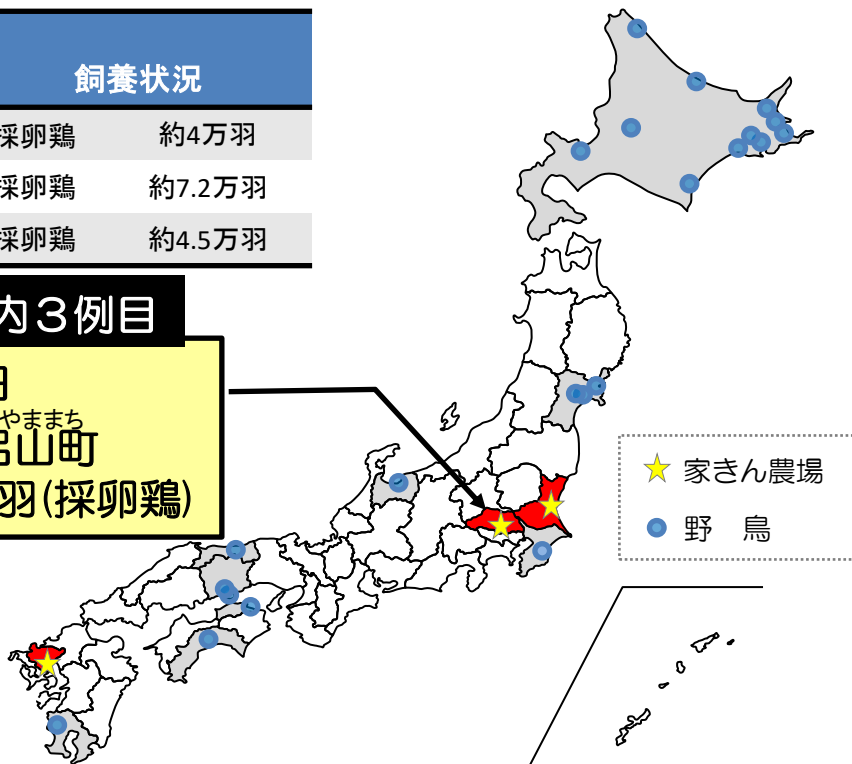 飼養状況
採卵鶏 約4万羽
採卵鶏 約7.2万羽
採卵鶏 約4.5万羽
内３例目
やままち
山町
羽(採卵鶏)
家きん農場
野　鳥